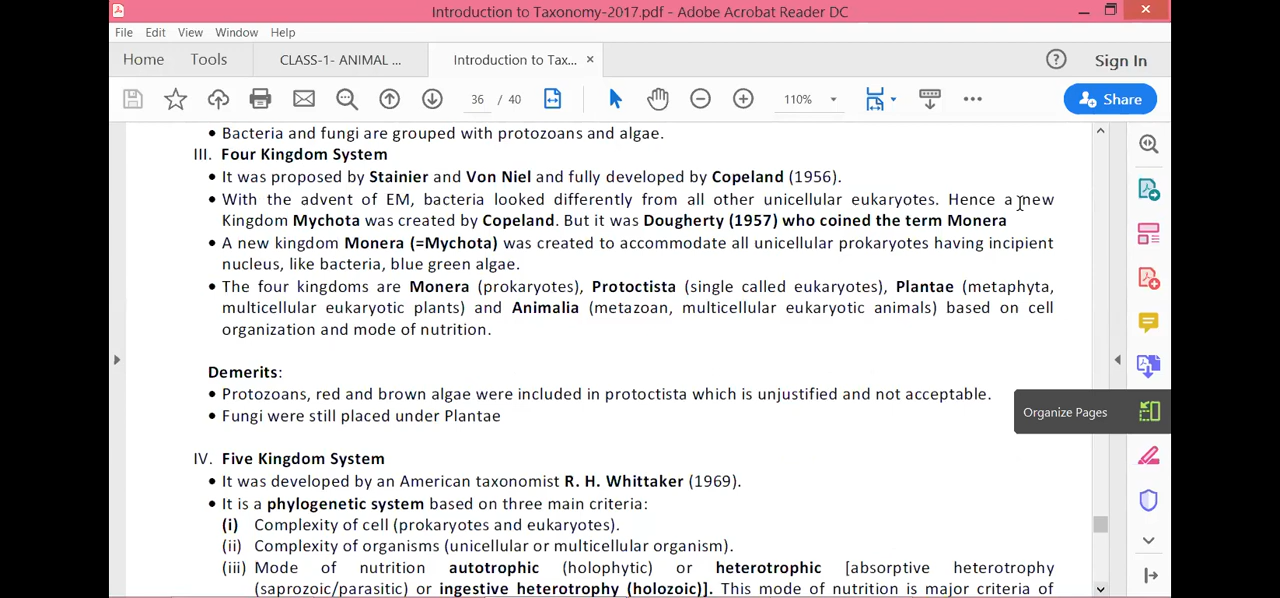 Introduction to Taxonomy-2017.pdf - Adobe Acrobat Reader DC
File Edit View Window Help
Home Tools CLASS-1- ANIMAL ... Introduction to Tax... × Sign In
36 / 40 110% Share
• Bacteria and fungi are grouped with protozoans and algae.
III. Four Kingdom System
• It was proposed by Stainier and Von Niel and fully developed by Copeland (1956).
• With the advent of EM, bacteria looked differently from all other unicellular eukaryotes. Hence a new
Kingdom Mychota was created by Copeland. But it was Dougherty (1957) who coined the term Monera
• A new kingdom Monera (=Mychota) was created to accommodate all unicellular prokaryotes having incipient
nucleus, like bacteria, blue green algae.
• The four kingdoms are Monera (prokaryotes), Protoctista (single called eukaryotes), Plantae (metaphyta,
multicellular eukaryotic plants) and Animalia (metazoan, multicellular eukaryotic animals) based on cell
organization and mode of nutrition.
Demerits:
• Protozoans, red and brown algae were included in protoctista which is unjustified and not acceptable.
Organize Pages
• Fungi were still placed under Plantae
IV. Five Kingdom System
• It was developed by an American taxonomist R. H. Whittaker (1969).
• It is a phylogenetic system based on three main criteria:
(i) Complexity of cell (prokaryotes and eukaryotes).
(ii) Complexity of organisms (unicellular or multicellular organism).
(iii) Mode of nutrition autotrophic (holophytic) or heterotrophic [absorptive heterotrophy
(saprozoic/parasitic) or ingestive heterotrophy (holozoic)]. This mode of nutrition is major criteria of